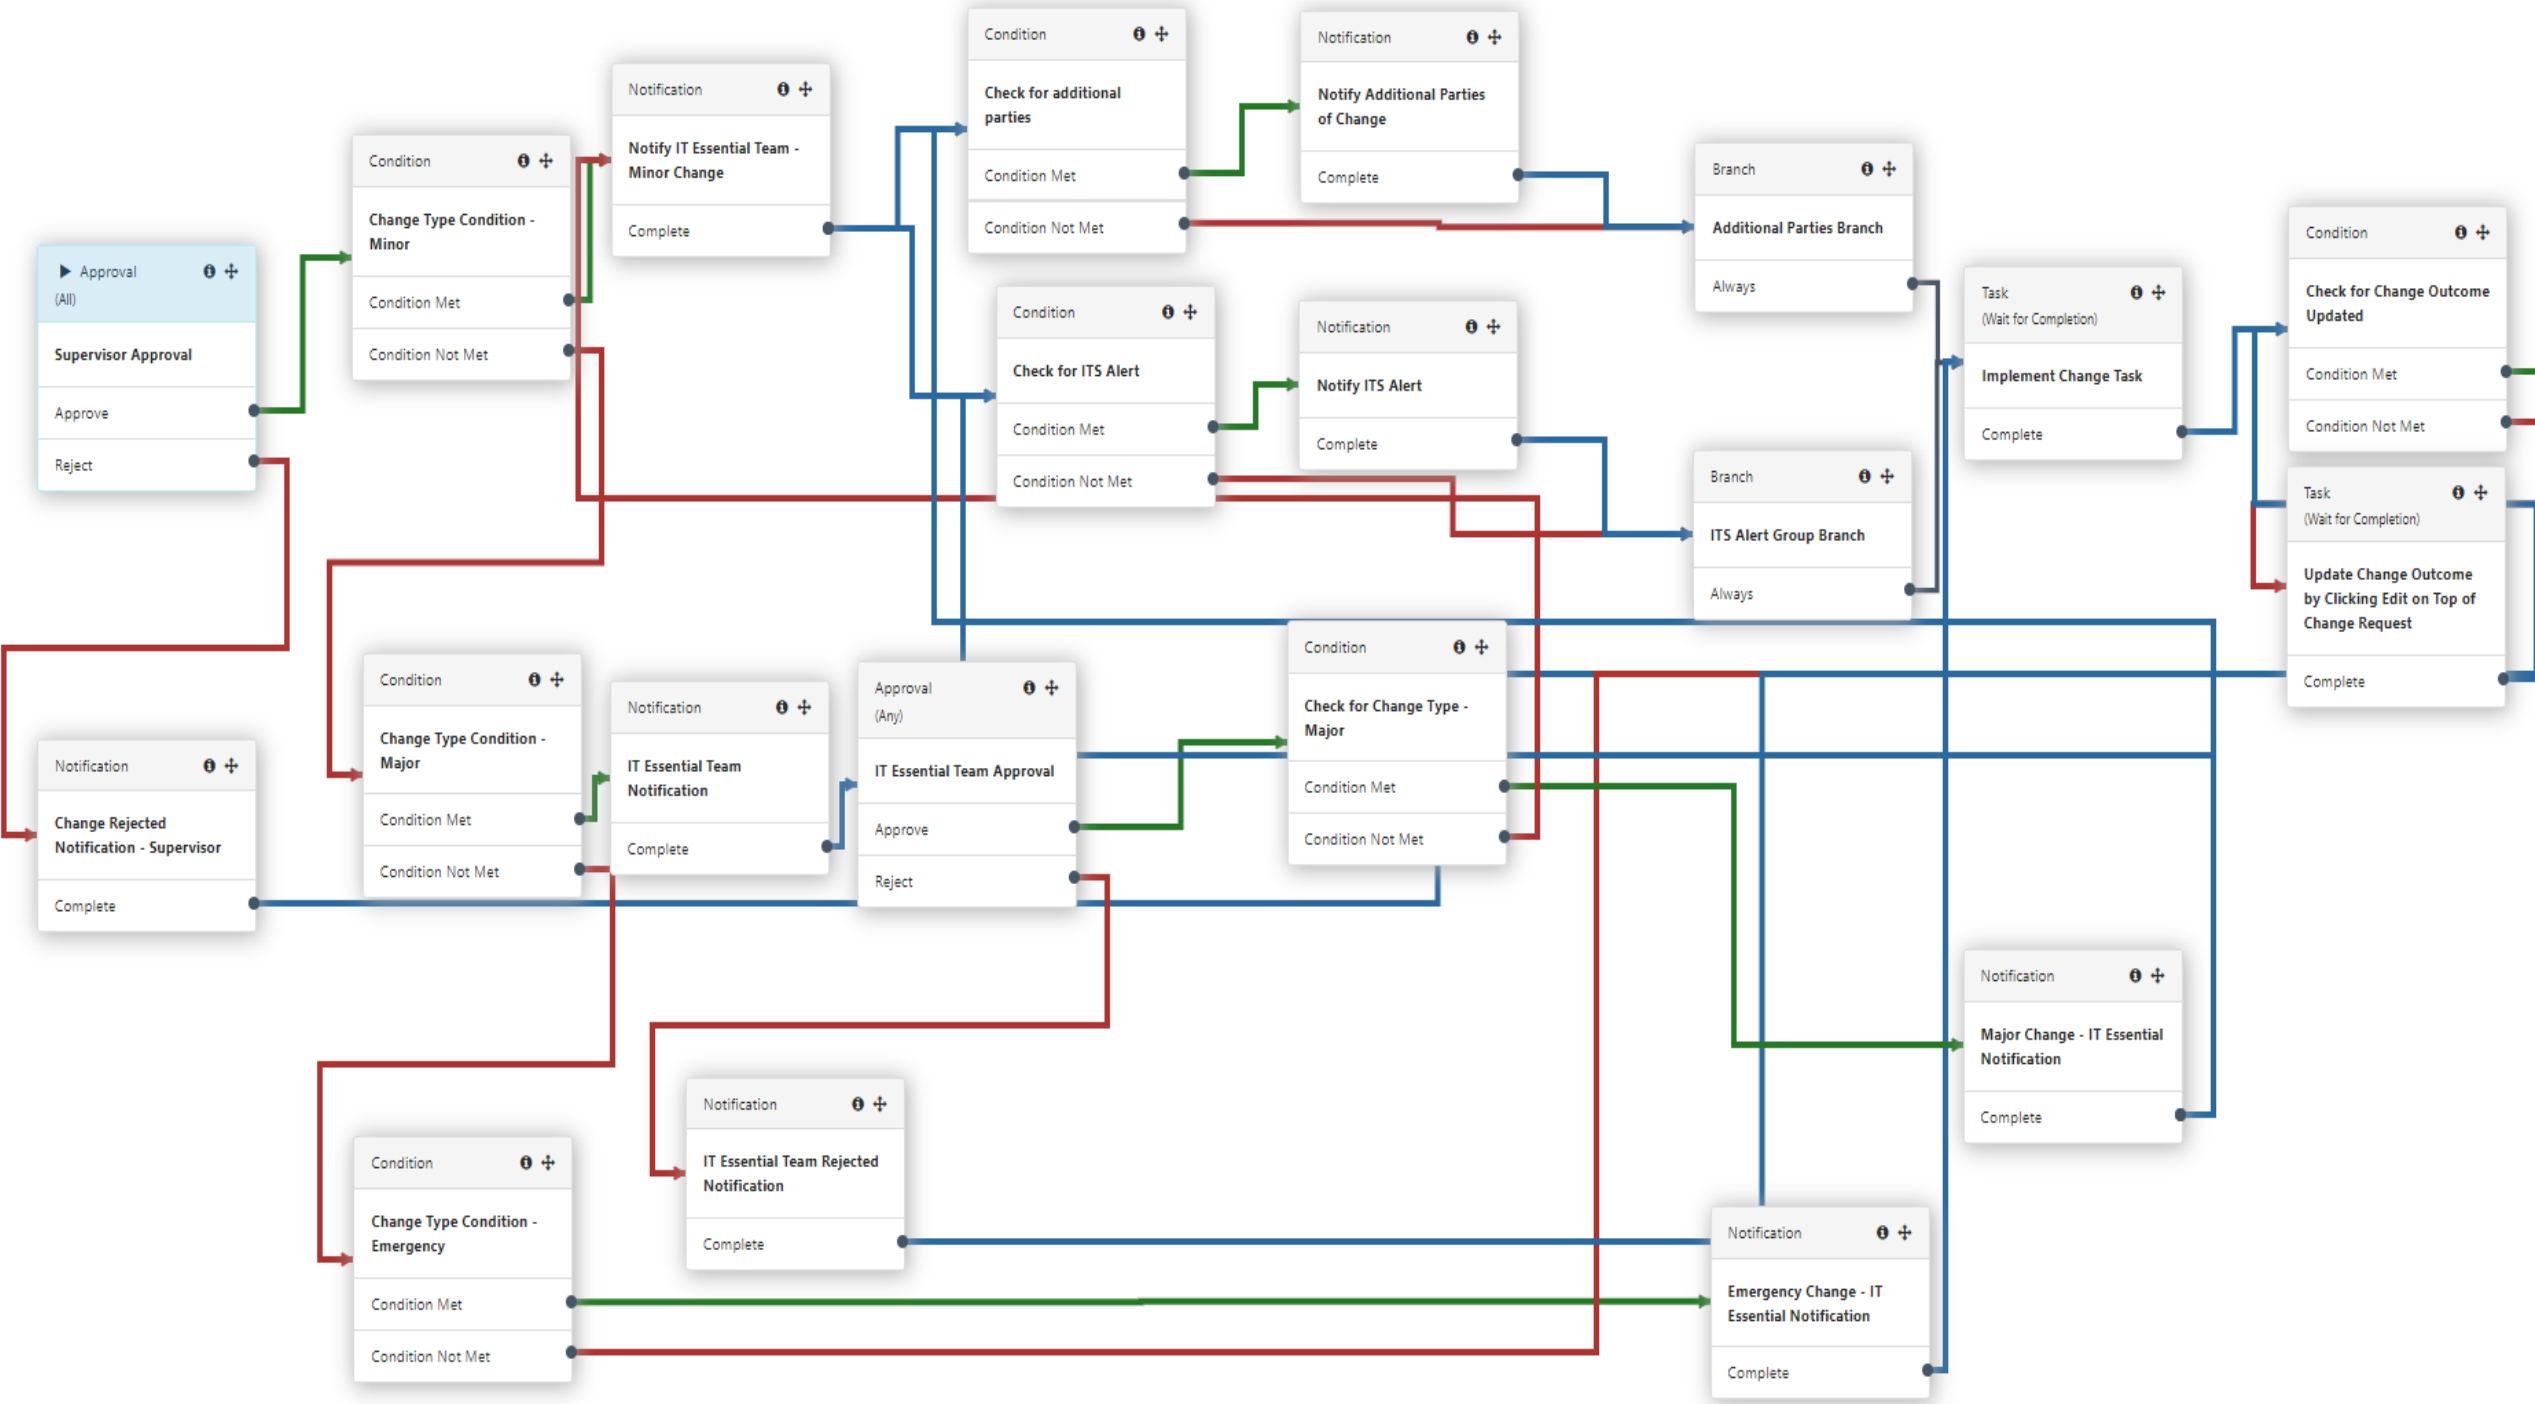 Approval
(All)
Supervisor Approval
Approve
Reject
Condition
Change Type Condition -
Minor
Condition Met
Condition Not Met
Notification
Notify IT Essential Team -
Minor Change
Complete
Condition
Check for additional
parties
Condition Met
Condition Not Met
Notification
Notify Additional Parties
of Change
Complete
Condition
Check for ITS Alert
Condition Met
Condition Not Met
Notification
Notify ITS Alert
Complete
Branch
Additional Parties Branch
Always
Branch
ITS Alert Group Branch
Always
Task
(Wait for Completion)
Implement Change Task
Complete
Condition
Check for Change Outcome
Updated
Condition Met
Condition Not Met
Task
(Wait for Completion)
Update Change Outcome
by Clicking Edit on Top of
Change Request
Complete
Notification
Change Rejected
Notification - Supervisor
Complete
Condition
Change Type Condition -
Major
Condition Met
Condition Not Met
Notification
IT Essential Team
Notification
Complete
Approval
(Any)
IT Essential Team Approval
Approve
Reject
Condition
Check for Change Type -
Major
Condition Met
Condition Not Met
Notification
Major Change - IT Essential
Notification
Complete
Condition
Change Type Condition -
Emergency
Condition Met
Condition Not Met
Notification
IT Essential Team Rejected
Notification
Complete
Notification
Emergency Change - IT
Essential Notification
Complete